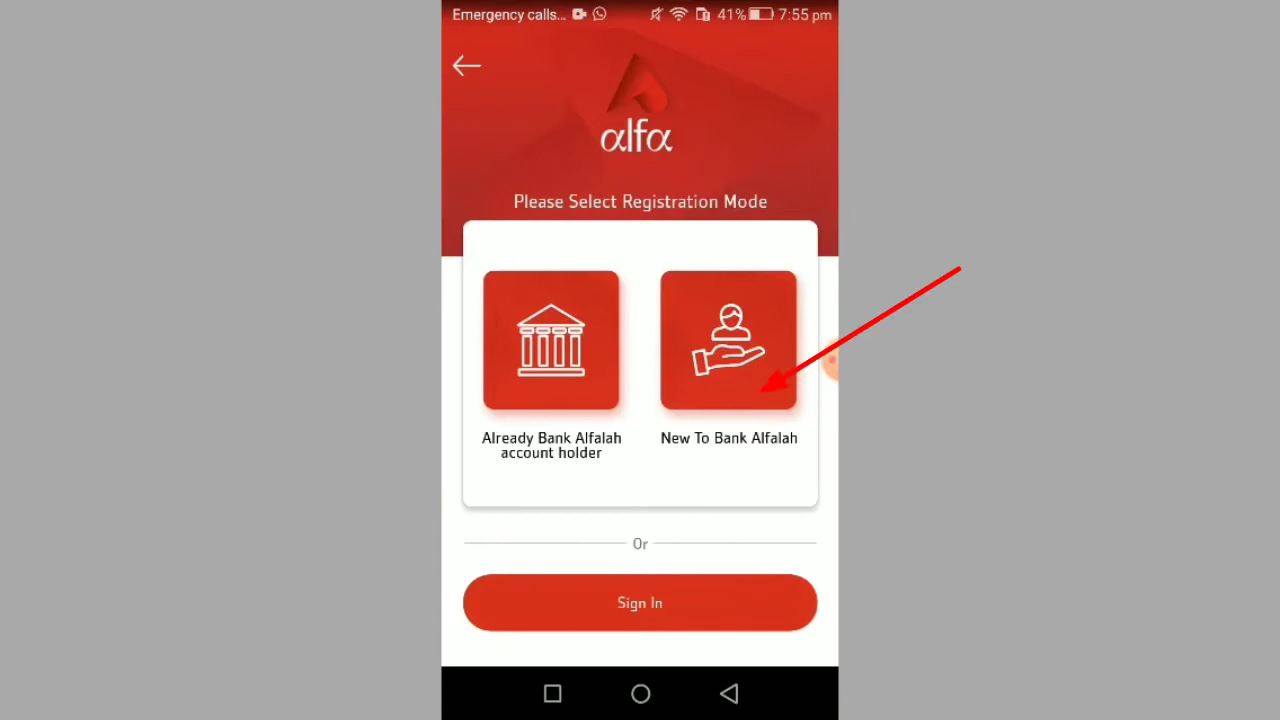 Emergency calls... 41% 7:55 pm
alfa
Please Select Registration Mode
Already Bank Alfalah
account holder
New To Bank Alfalah
Or
Sign In